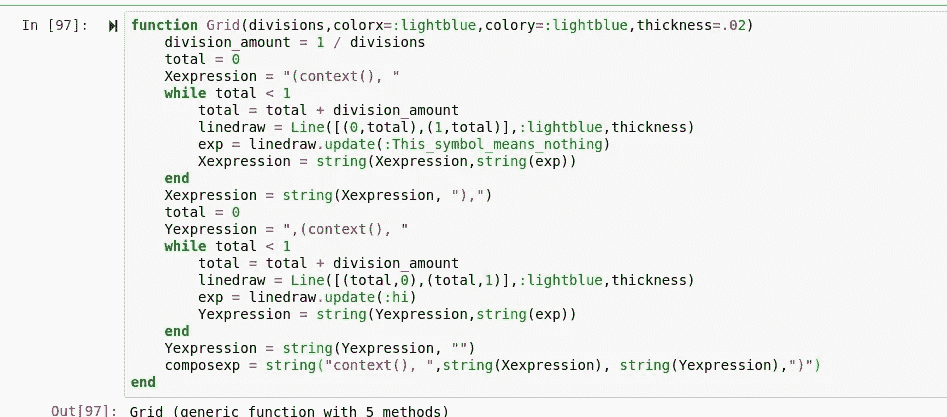 In [97]: function Grid(divisions,colorx=:lightblue,colory=:lightblue,thickness=.02)
    division_amount = 1 / divisions
    total = 0
    Xexpression = "(context(), "
    while total < 1
        total = total + division_amount
        linedraw = Line([(0,total),(1,total)],:lightblue,thickness)
        exp = linedraw.update(:This_symbol_means_nothing)
        Xexpression = string(Xexpression,string(exp))
    end
    Xexpression = string(Xexpression, "),")
    total = 0
    Yexpression = ",(context(), "
    while total < 1
        total = total + division_amount
        linedraw = Line([(total,0),(total,1)],:lightblue,thickness)
        exp = linedraw.update(:hi)
        Yexpression = string(Yexpression,string(exp))
    end
    Yexpression = string(Yexpression, "")
    composexp = string("context(), ",string(Xexpression), string(Yexpression),")")
end
Out[97]: Grid (generic function with 5 methods)